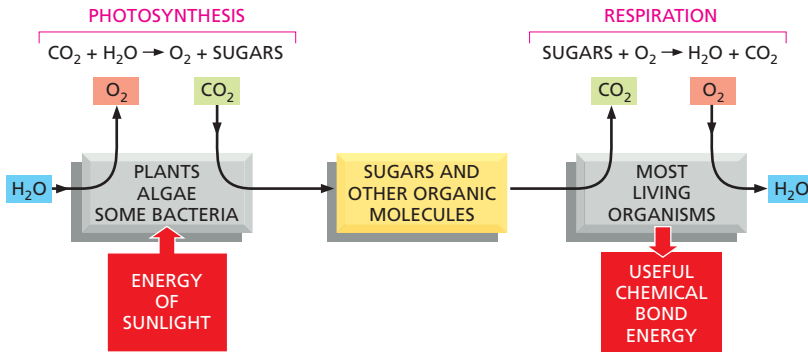 PHOTOSYNTHESIS
CO₂ + H₂O → O₂ + SUGARS
O₂
CO₂
H₂O
PLANTS
ALGAE
SOME BACTERIA
ENERGY
OF
SUNLIGHT
SUGARS AND
OTHER ORGANIC
MOLECULES
RESPIRATION
SUGARS + O₂ → H₂O + CO₂
CO₂
O₂
MOST
LIVING
ORGANISMS
H₂O
USEFUL
CHEMICAL
BOND
ENERGY